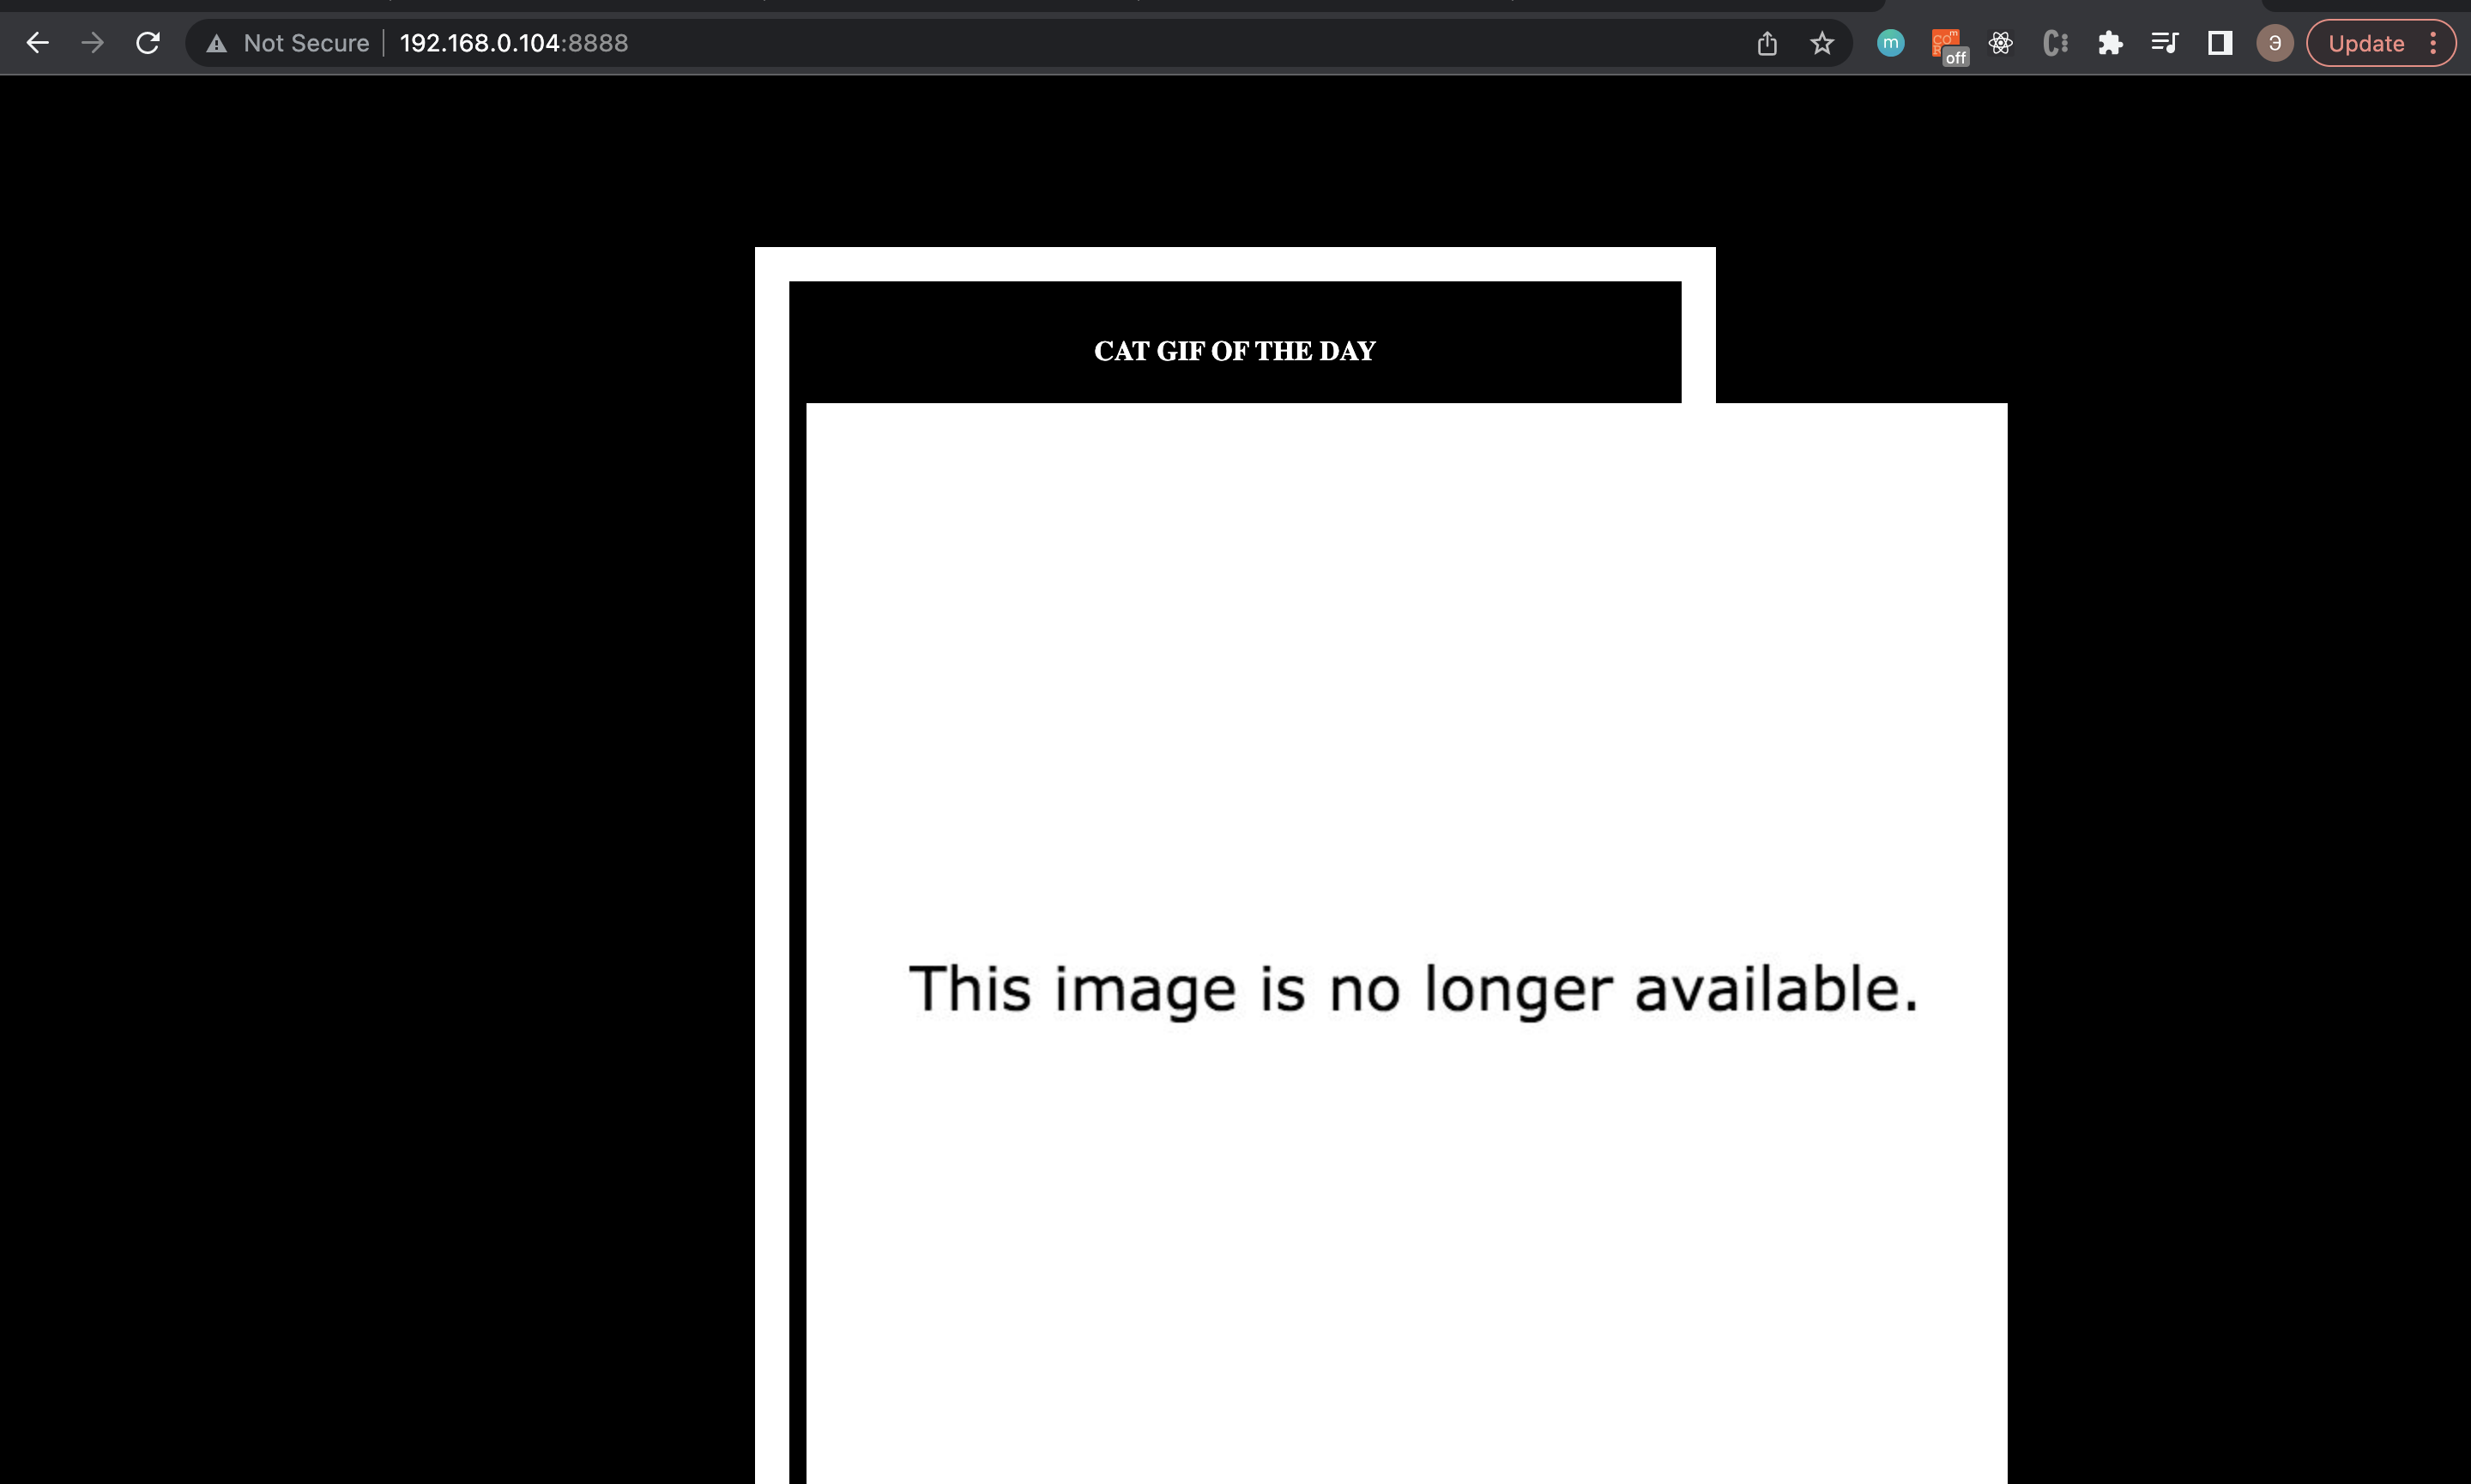 Not Secure 192.168.0.104:8888 m off Э Update
CAT GIF OF THE DAY
This image is no longer available.